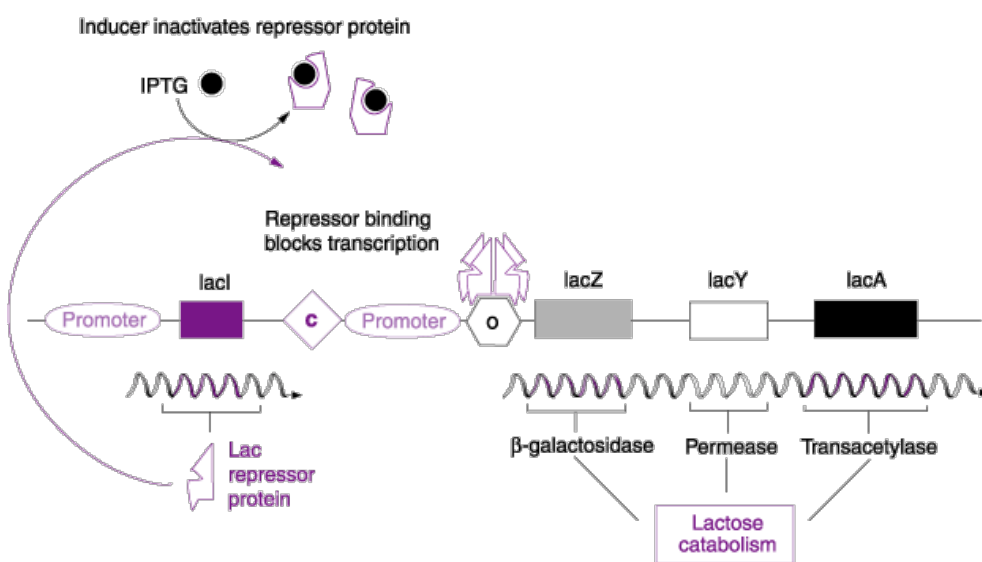 Inducer inactivates repressor protein
IPTG
Repressor binding
blocks transcription
lacI
lacZ
lacY
lacA
Promoter
c
Promoter
o
β-galactosidase
Permease
Transacetylase
Lac
repressor
protein
Lactose
catabolism